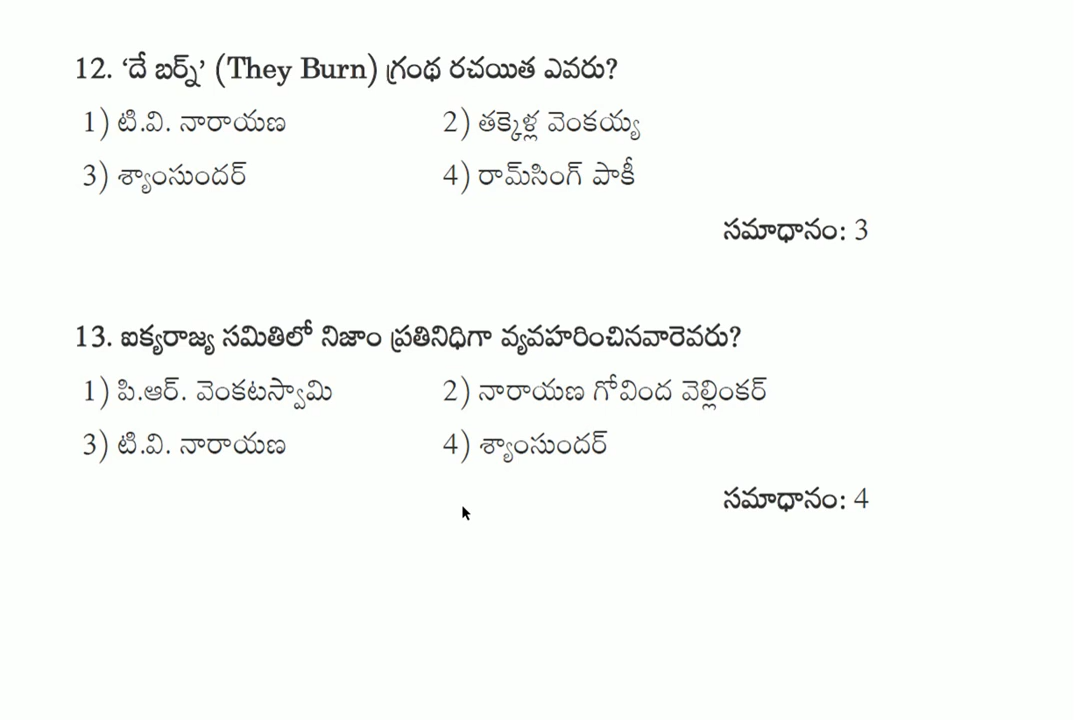 12. ‘దే బర్న్’ (They Burn) గ్రంథ రచయిత ఎవరు?
1) టి.వి. నారాయణ 2) తక్కెళ్ల వెంకయ్య
3) శ్యాంసుందర్ 4) రామ్‌సింగ్ పాకీ
సమాధానం: 3
13. ఐక్యరాజ్య సమితిలో నిజాం ప్రతినిధిగా వ్యవహరించినవారెవరు?
1) పి.ఆర్. వెంకటస్వామి 2) నారాయణ గోవింద వెల్లింకర్
3) టి.వి. నారాయణ 4) శ్యాంసుందర్
సమాధానం: 4